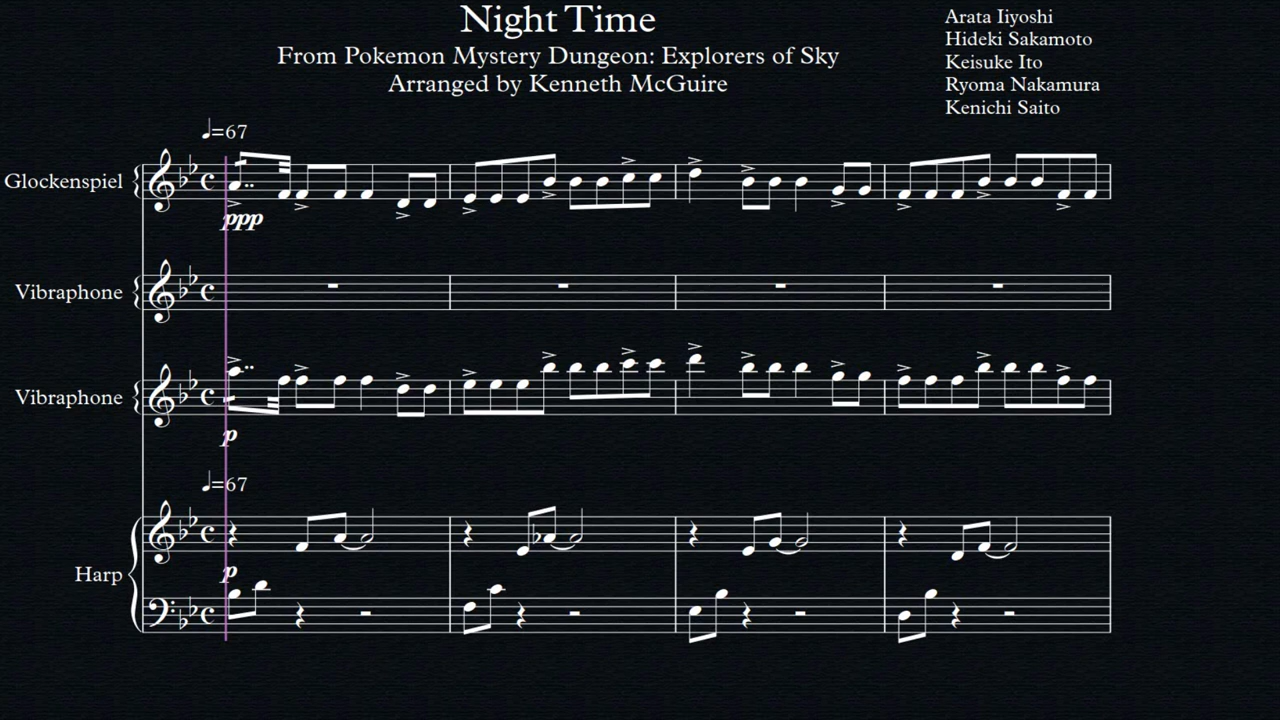 Night Time
From Pokemon Mystery Dungeon: Explorers of Sky
Arranged by Kenneth McGuire
Arata Iiyoshi
Hideki Sakamoto
Keisuke Ito
Ryoma Nakamura
Kenichi Saito
♩=67
Glockenspiel
ppp
Vibraphone
Vibraphone
p
♩=67
Harp
p